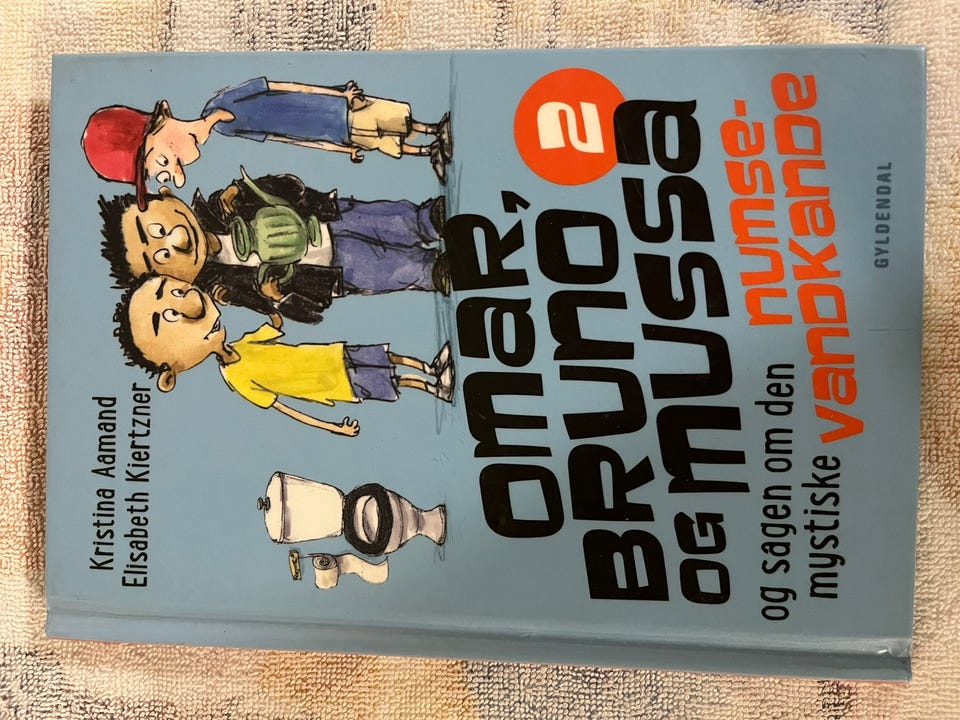 Kristina Aamand
Elisabeth Kiertzner
OMAR,
BRUNO
OG MUSSA
2
og sagen om den
mystiske
numse-
vandkande
GYLDENDAL